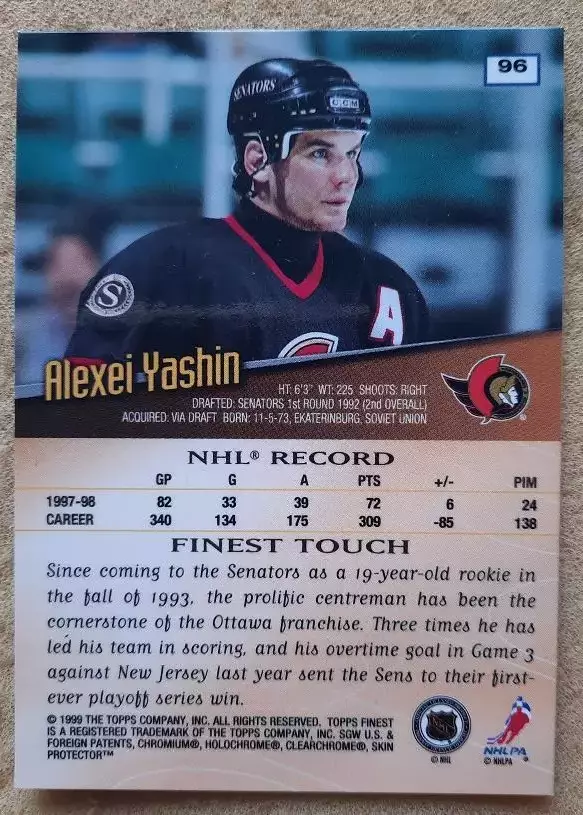 96
SENATORS
CCM
S
A
Alexei Yashin
HT: 6'3" WT: 225 SHOOTS: RIGHT
DRAFTED: SENATORS 1st ROUND 1992 (2nd OVERALL)
ACQUIRED: VIA DRAFT BORN: 11-5-73, EKATERINBURG, SOVIET UNION
NHL® RECORD
GP G A PTS +/- PIM
1997-98 82 33 39 72 6 24
CAREER 340 134 175 309 -85 138
FINEST TOUCH
Since coming to the Senators as a 19-year-old rookie in
the fall of 1993, the prolific centreman has been the
cornerstone of the Ottawa franchise. Three times he has
led his team in scoring, and his overtime goal in Game 3
against New Jersey last year sent the Sens to their first-
ever playoff series win.
© 1999 THE TOPPS COMPANY, INC. ALL RIGHTS RESERVED. TOPPS FINEST
IS A REGISTERED TRADEMARK OF THE TOPPS COMPANY, INC. SGW U.S. &
FOREIGN PATENTS, CHROMIUM®, HOLOCHROME®, CLEARCHROME®, SKIN
PROTECTOR™
© NHL
NHLPA
© NHLPA